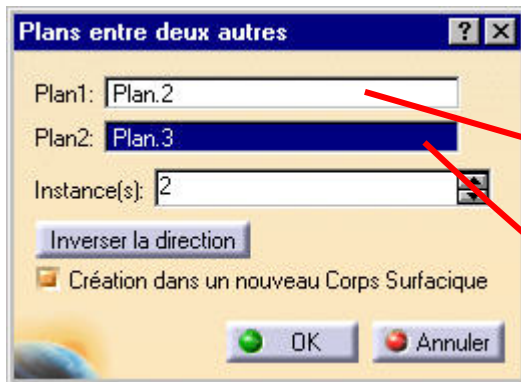 Plans entre deux autres
Plan1: Plan.2
Plan2: Plan.3
Instance(s): 2
Inverser la direction
Création dans un nouveau Corps Surfacique
OK Annuler